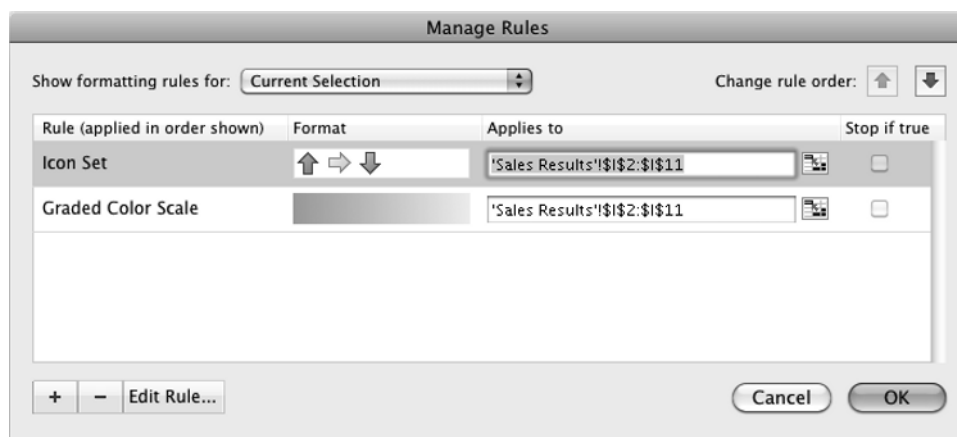 Manage Rules
Show formatting rules for: Current Selection Change rule order:
Rule (applied in order shown) Format Applies to Stop if true
Icon Set 'Sales Results'!$I$2:$I$11
Graded Color Scale 'Sales Results'!$I$2:$I$11
+ − Edit Rule... Cancel OK